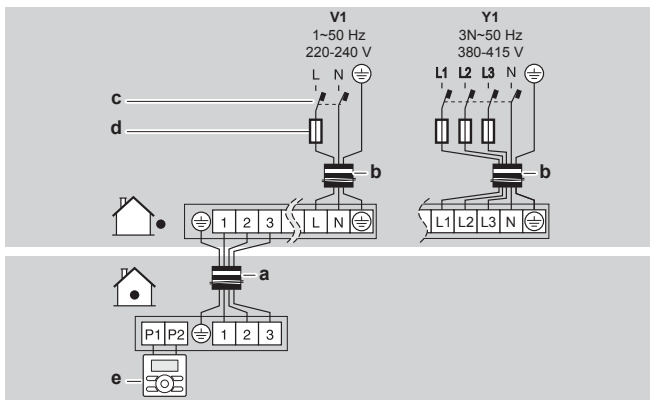 V1 Y1
1~50 Hz 3N~50 Hz
220-240 V 380-415 V
L N L1 L2 L3 N
c
d
b b
1 2 3 L N L1 L2 L3 N
a
P1 P2 1 2 3
e